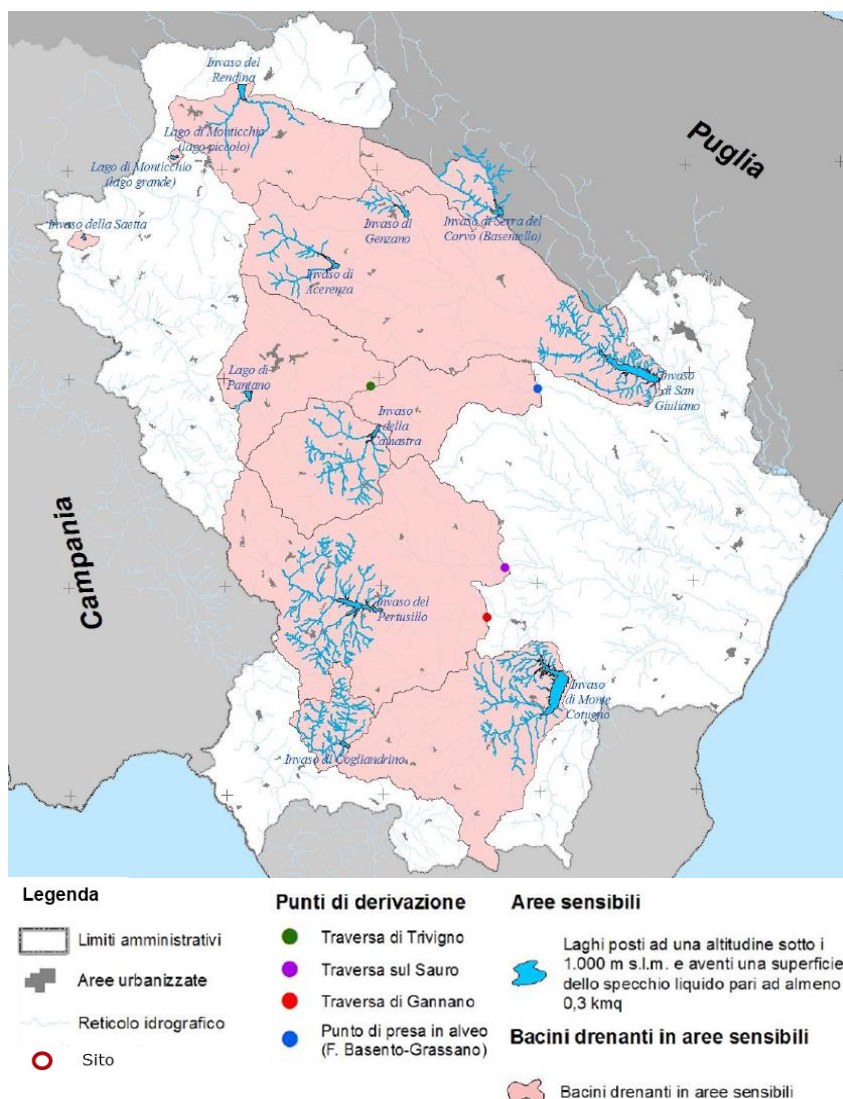 Invaso del
Rendina
Lago di Monticchio
(lago piccolo)
Lago di Monticchio
(lago grande)
Puglia
Invaso della Saetta
Invaso di
Genzano
Invaso di Serra del
Corvo (Basentello)
Invaso di
Acerenza
Lago di
Pantano
Invaso
di San
Giuliano
Invaso
della
Camastra
Campania
Invaso del
Pertusillo
Invaso
di Monte
Cotugno
Invaso di Cogliandrino
Legenda
Limiti amministrativi
Aree urbanizzate
Reticolo idrografico
Sito
Punti di derivazione
Traversa di Trivigno
Traversa sul Sauro
Traversa di Gannano
Punto di presa in alveo
(F. Basento-Grassano)
Aree sensibili
Laghi posti ad una altitudine sotto i
1.000 m s.l.m. e aventi una superficie
dello specchio liquido pari ad almeno
0,3 kmq
Bacini drenanti in aree sensibili
Bacini drenanti in aree sensibili